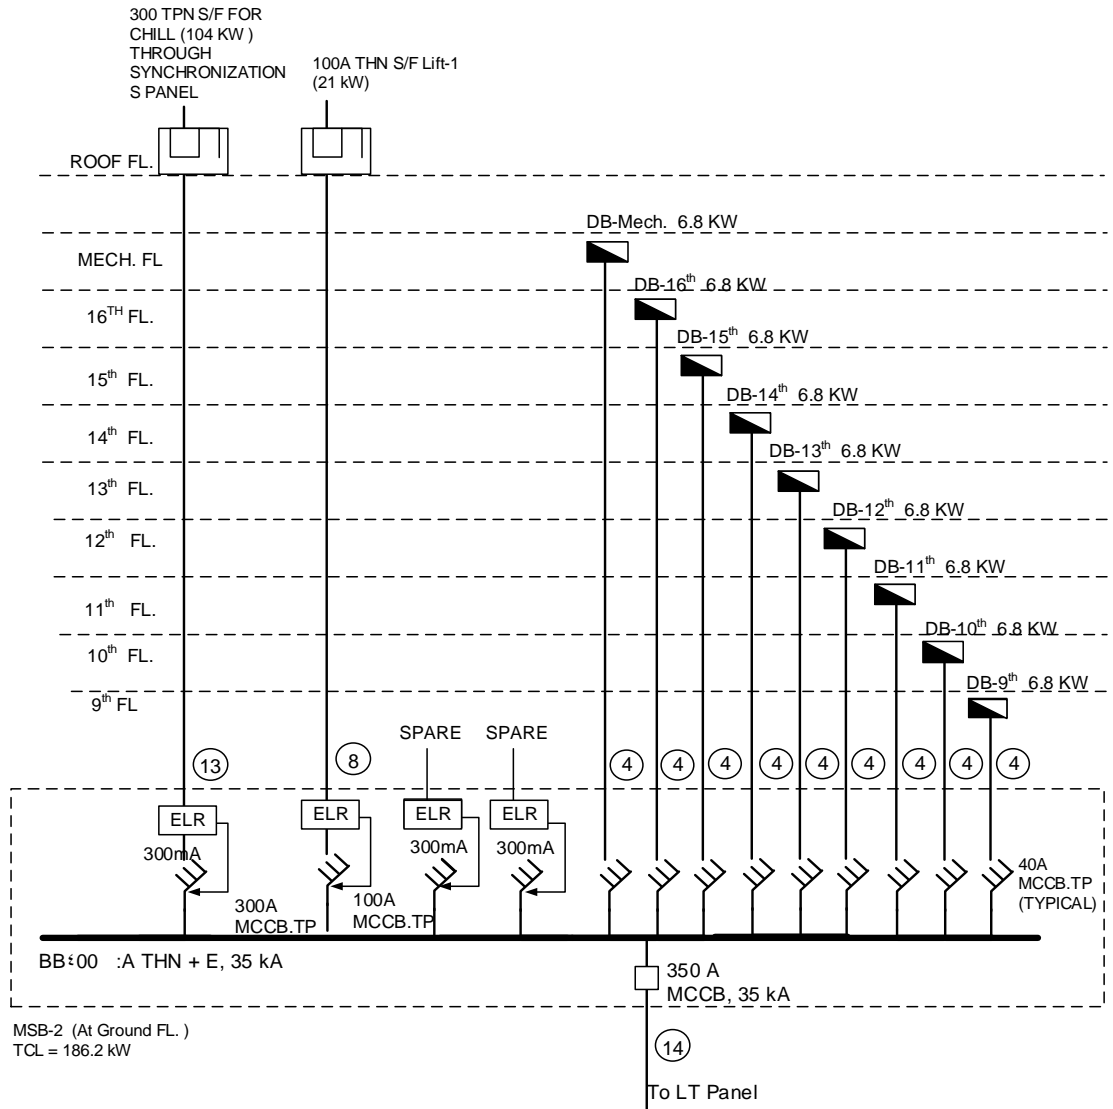 300 TPN S/F FOR
CHILL (104 KW )
THROUGH
SYNCHRONIZATION
S PANEL
100A THN S/F Lift-1
(21 kW)
ROOF FL.
DB-Mech. 6.8 KW
MECH. FL
DB-16th 6.8 KW
16TH FL.
DB-15th 6.8 KW
15th FL.
DB-14th 6.8 KW
14th FL.
DB-13th 6.8 KW
13th FL.
DB-12th 6.8 KW
12th FL.
DB-11th 6.8 KW
11th FL.
DB-10th 6.8 KW
10th FL.
DB-9th 6.8 KW
9th FL
SPARE SPARE
13 8 4 4 4 4 4 4 4 4 4
ELR ELR ELR ELR
300mA 300mA 300mA
300A
MCCB.TP
100A
MCCB.TP
40A
MCCB.TP
(TYPICAL)
A THN + E, 35 kA
350 A
MCCB, 35 kA
MSB-2 (At Ground FL. )
TCL = 186.2 kW
14
To LT Panel